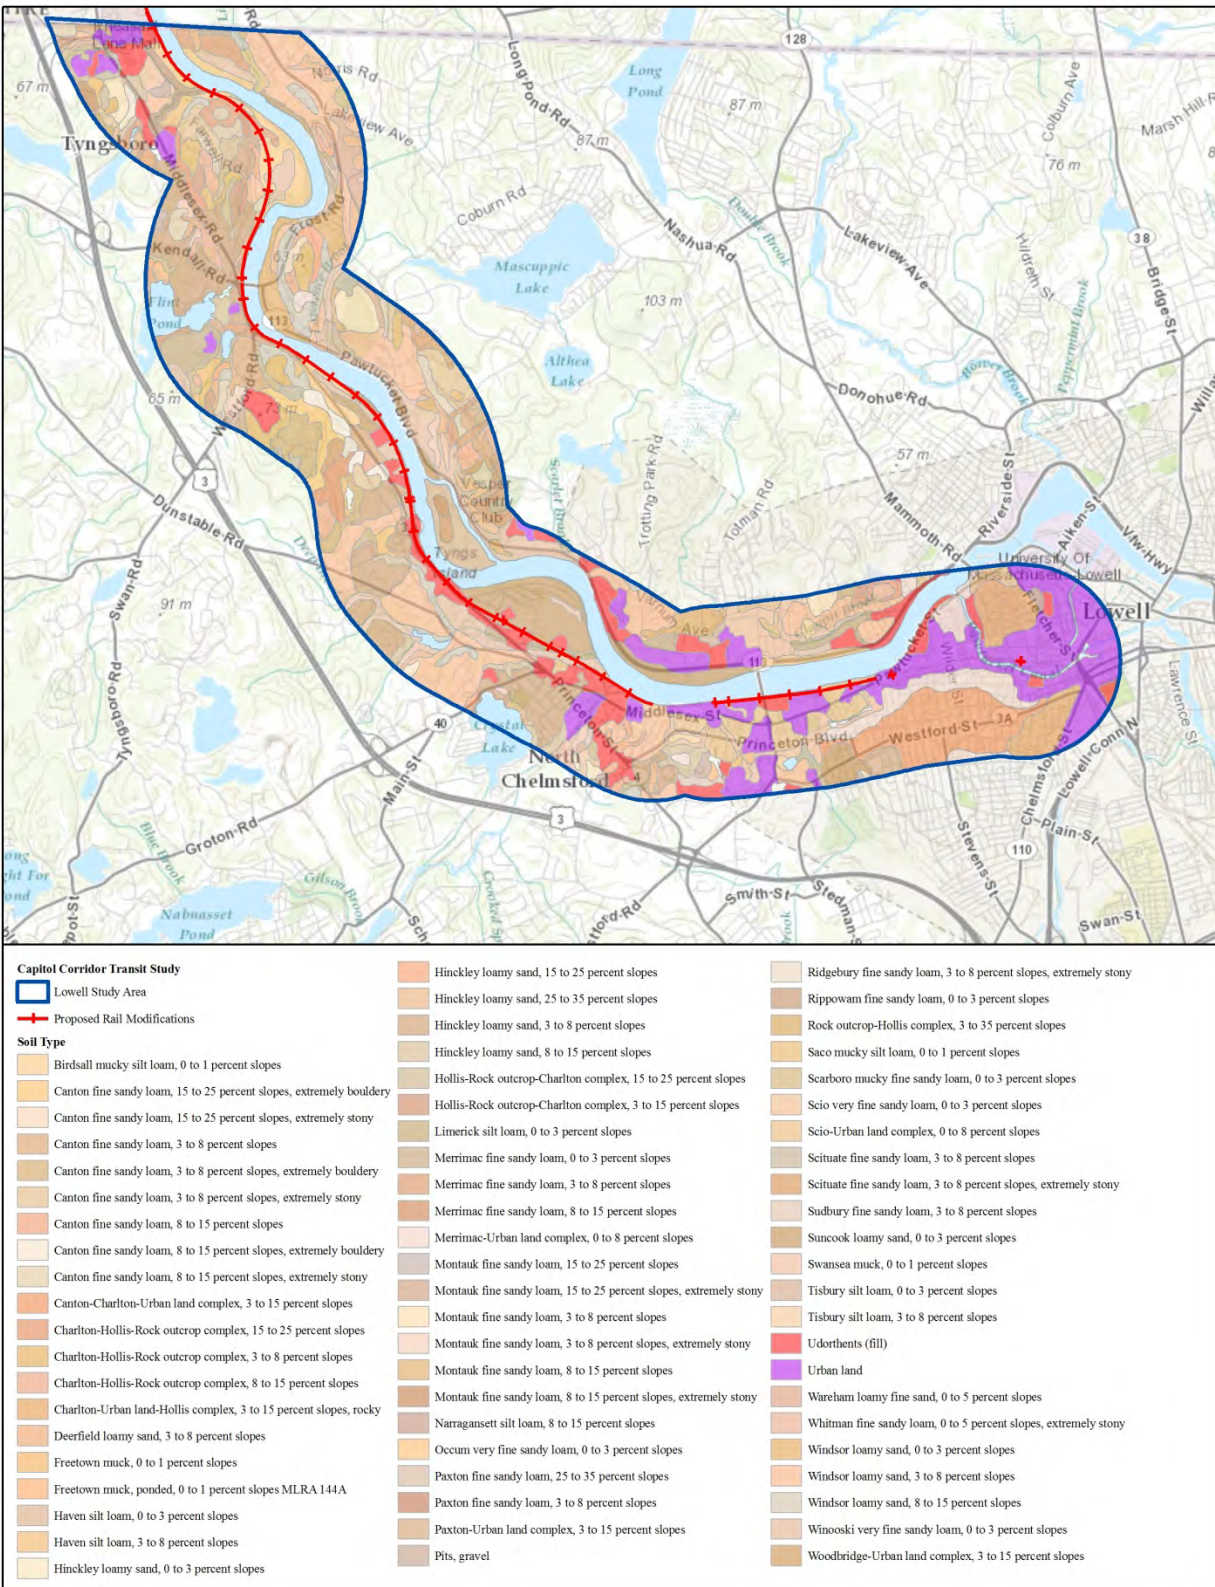 128
Long Pond Rd
Long
Pond
Colburn Ave
Marsh Hill R
Lane Mall
Norris Rd
67 m
87 m
Lakeview Ave
87 m
76 m
Tyngsboro
Farwell Rd
Middlesex Rd
Coburn Rd
Double Brook
Nashua Rd
Lakeview Ave
Hildreth St
38
Bridge St
Frost Rd
Kendall Rd
63 m
Mascuppic
Lake
103 m
Flint
Pond
113
Pawtucket Blvd
Althea
Lake
Beaver Brook
Peppermint Brook
65 m
Westford Rd
73 m
Donohue Rd
57 m
3
Vesper
Country
Club
Scarlet Brook
Trotting Park Rd
Tolman Rd
Mammoth Rd
Riverside St
Aiken St
Vfw Hwy
Dunstable Rd
Swan Rd
91 m
Tyngs
Island
University Of
Massachusetts Lowell
Lowell
Varnum Ave
113
Pawtucket St
Fletcher St
Wilder St
Lawrence St
Tyngsboro Rd
40
Crystal
Lake
Princeton St
Middlesex St
Princeton Blvd
Westford St
3A
North
Chelmsford
4
Main St
Groton Rd
3
Chelmsford St
Lowell Conn N
Plain St
110
Stevens St
Blue Brook
Gilson Brook
Nabnasset
Pond
Smith St
Stedman S
Swan St
Capitol Corridor Transit Study
Lowell Study Area
Proposed Rail Modifications
Soil Type
Birdsall mucky silt loam, 0 to 1 percent slopes
Canton fine sandy loam, 15 to 25 percent slopes, extremely bouldery
Canton fine sandy loam, 15 to 25 percent slopes, extremely stony
Canton fine sandy loam, 3 to 8 percent slopes
Canton fine sandy loam, 3 to 8 percent slopes, extremely bouldery
Canton fine sandy loam, 3 to 8 percent slopes, extremely stony
Canton fine sandy loam, 8 to 15 percent slopes
Canton fine sandy loam, 8 to 15 percent slopes, extremely bouldery
Canton fine sandy loam, 8 to 15 percent slopes, extremely stony
Canton-Charlton-Urban land complex, 3 to 15 percent slopes
Charlton-Hollis-Rock outcrop complex, 15 to 25 percent slopes
Charlton-Hollis-Rock outcrop complex, 3 to 8 percent slopes
Charlton-Hollis-Rock outcrop complex, 8 to 15 percent slopes
Charlton-Urban land-Hollis complex, 3 to 15 percent slopes, rocky
Deerfield loamy sand, 3 to 8 percent slopes
Freetown muck, 0 to 1 percent slopes
Freetown muck, ponded, 0 to 1 percent slopes MLRA 144A
Haven silt loam, 0 to 3 percent slopes
Haven silt loam, 3 to 8 percent slopes
Hinckley loamy sand, 0 to 3 percent slopes
Hinckley loamy sand, 15 to 25 percent slopes
Hinckley loamy sand, 25 to 35 percent slopes
Hinckley loamy sand, 3 to 8 percent slopes
Hinckley loamy sand, 8 to 15 percent slopes
Hollis-Rock outcrop-Charlton complex, 15 to 25 percent slopes
Hollis-Rock outcrop-Charlton complex, 3 to 15 percent slopes
Limerick silt loam, 0 to 3 percent slopes
Merrimac fine sandy loam, 0 to 3 percent slopes
Merrimac fine sandy loam, 3 to 8 percent slopes
Merrimac fine sandy loam, 8 to 15 percent slopes
Merrimac-Urban land complex, 0 to 8 percent slopes
Montauk fine sandy loam, 15 to 25 percent slopes
Montauk fine sandy loam, 15 to 25 percent slopes, extremely stony
Montauk fine sandy loam, 3 to 8 percent slopes
Montauk fine sandy loam, 3 to 8 percent slopes, extremely stony
Montauk fine sandy loam, 8 to 15 percent slopes
Montauk fine sandy loam, 8 to 15 percent slopes, extremely stony
Narragansett silt loam, 8 to 15 percent slopes
Occum very fine sandy loam, 0 to 3 percent slopes
Paxton fine sandy loam, 25 to 35 percent slopes
Paxton fine sandy loam, 3 to 8 percent slopes
Paxton-Urban land complex, 3 to 15 percent slopes
Pits, gravel
Ridgebury fine sandy loam, 3 to 8 percent slopes, extremely stony
Rippowam fine sandy loam, 0 to 3 percent slopes
Rock outcrop-Hollis complex, 3 to 35 percent slopes
Saco mucky silt loam, 0 to 1 percent slopes
Scarboro mucky fine sandy loam, 0 to 3 percent slopes
Scio very fine sandy loam, 0 to 3 percent slopes
Scio-Urban land complex, 0 to 8 percent slopes
Scituate fine sandy loam, 3 to 8 percent slopes
Scituate fine sandy loam, 3 to 8 percent slopes, extremely stony
Sudbury fine sandy loam, 3 to 8 percent slopes
Suncook loamy sand, 0 to 3 percent slopes
Swansea muck, 0 to 1 percent slopes
Tisbury silt loam, 0 to 3 percent slopes
Tisbury silt loam, 3 to 8 percent slopes
Udorthents (fill)
Urban land
Wareham loamy fine sand, 0 to 5 percent slopes
Whitman fine sandy loam, 0 to 5 percent slopes, extremely stony
Windsor loamy sand, 0 to 3 percent slopes
Windsor loamy sand, 3 to 8 percent slopes
Windsor loamy sand, 8 to 15 percent slopes
Winooski very fine sandy loam, 0 to 3 percent slopes
Woodbridge-Urban land complex, 3 to 15 percent slopes